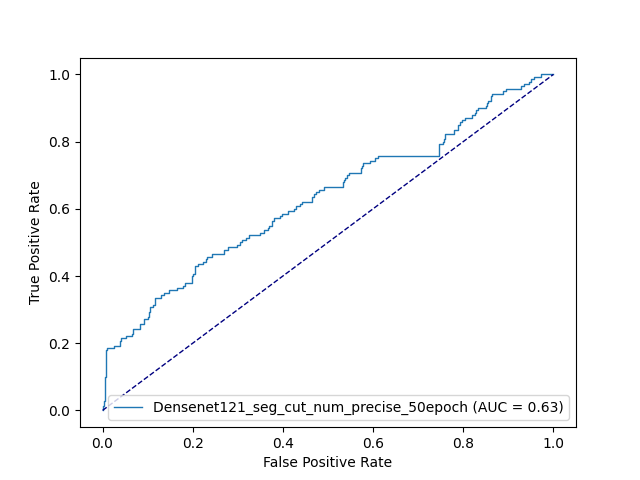 1.0
0.8
0.6
0.4
0.2
0.0
True Positive Rate
Densenet121_seg_cut_num_precise_50epoch (AUC = 0.63)
0.0 0.2 0.4 0.6 0.8 1.0
False Positive Rate